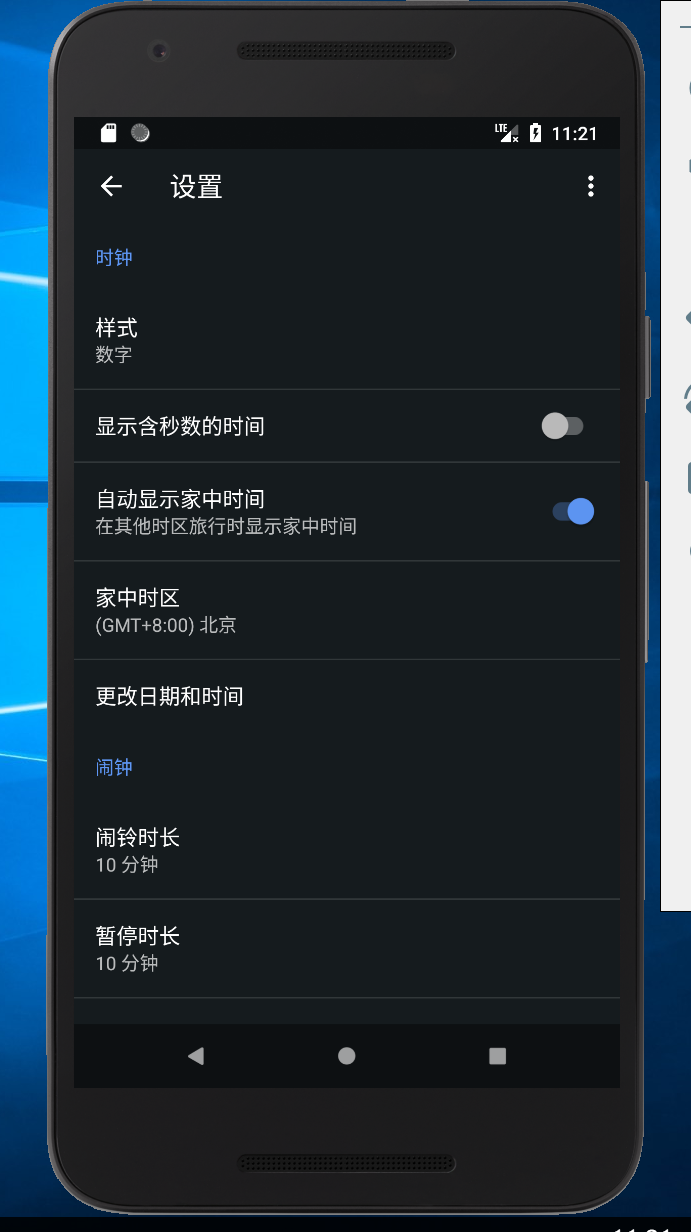 LTE 11:21
设置
时钟
样式
数字
显示含秒数的时间
自动显示家中时间
在其他时区旅行时显示家中时间
家中时区
(GMT+8:00) 北京
更改日期和时间
闹钟
闹铃时长
10 分钟
暂停时长
10 分钟